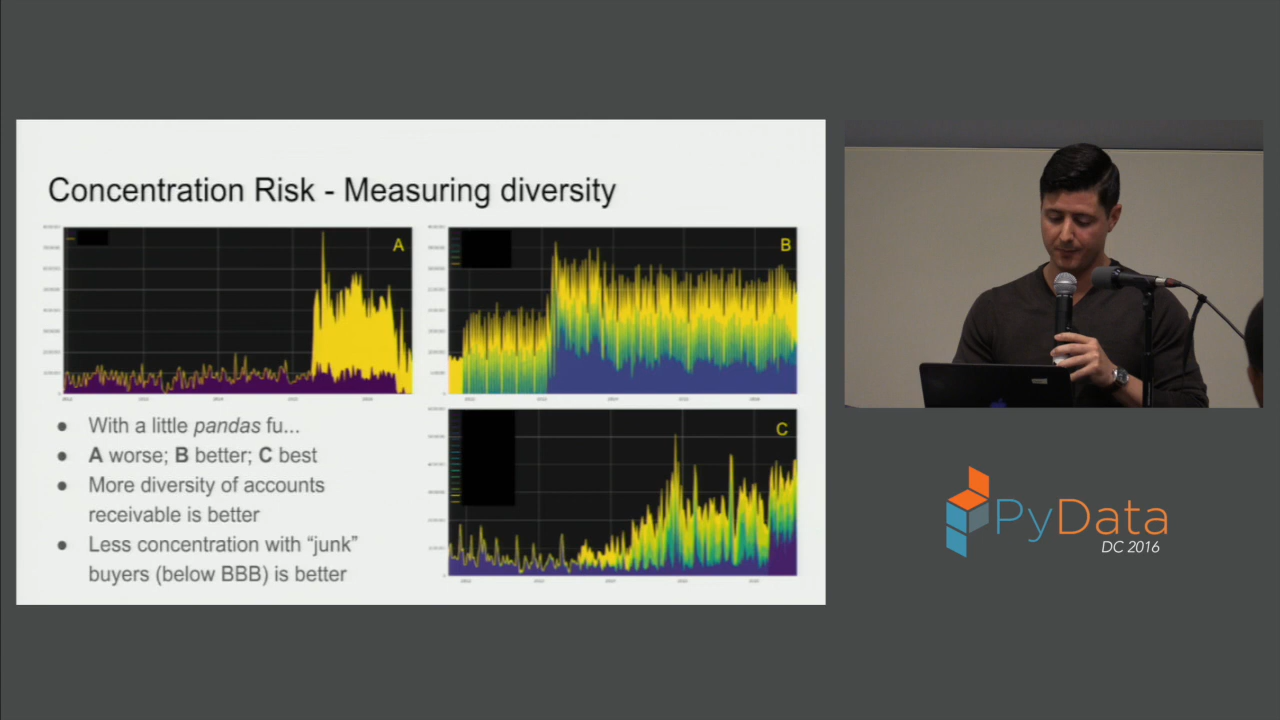 Concentration Risk - Measuring diversity
A
B
C
● With a little pandas fu...
● A worse; B better; C best
● More diversity of accounts
receivable is better
● Less concentration with “junk”
buyers (below BBB) is better
PyData
DC 2016